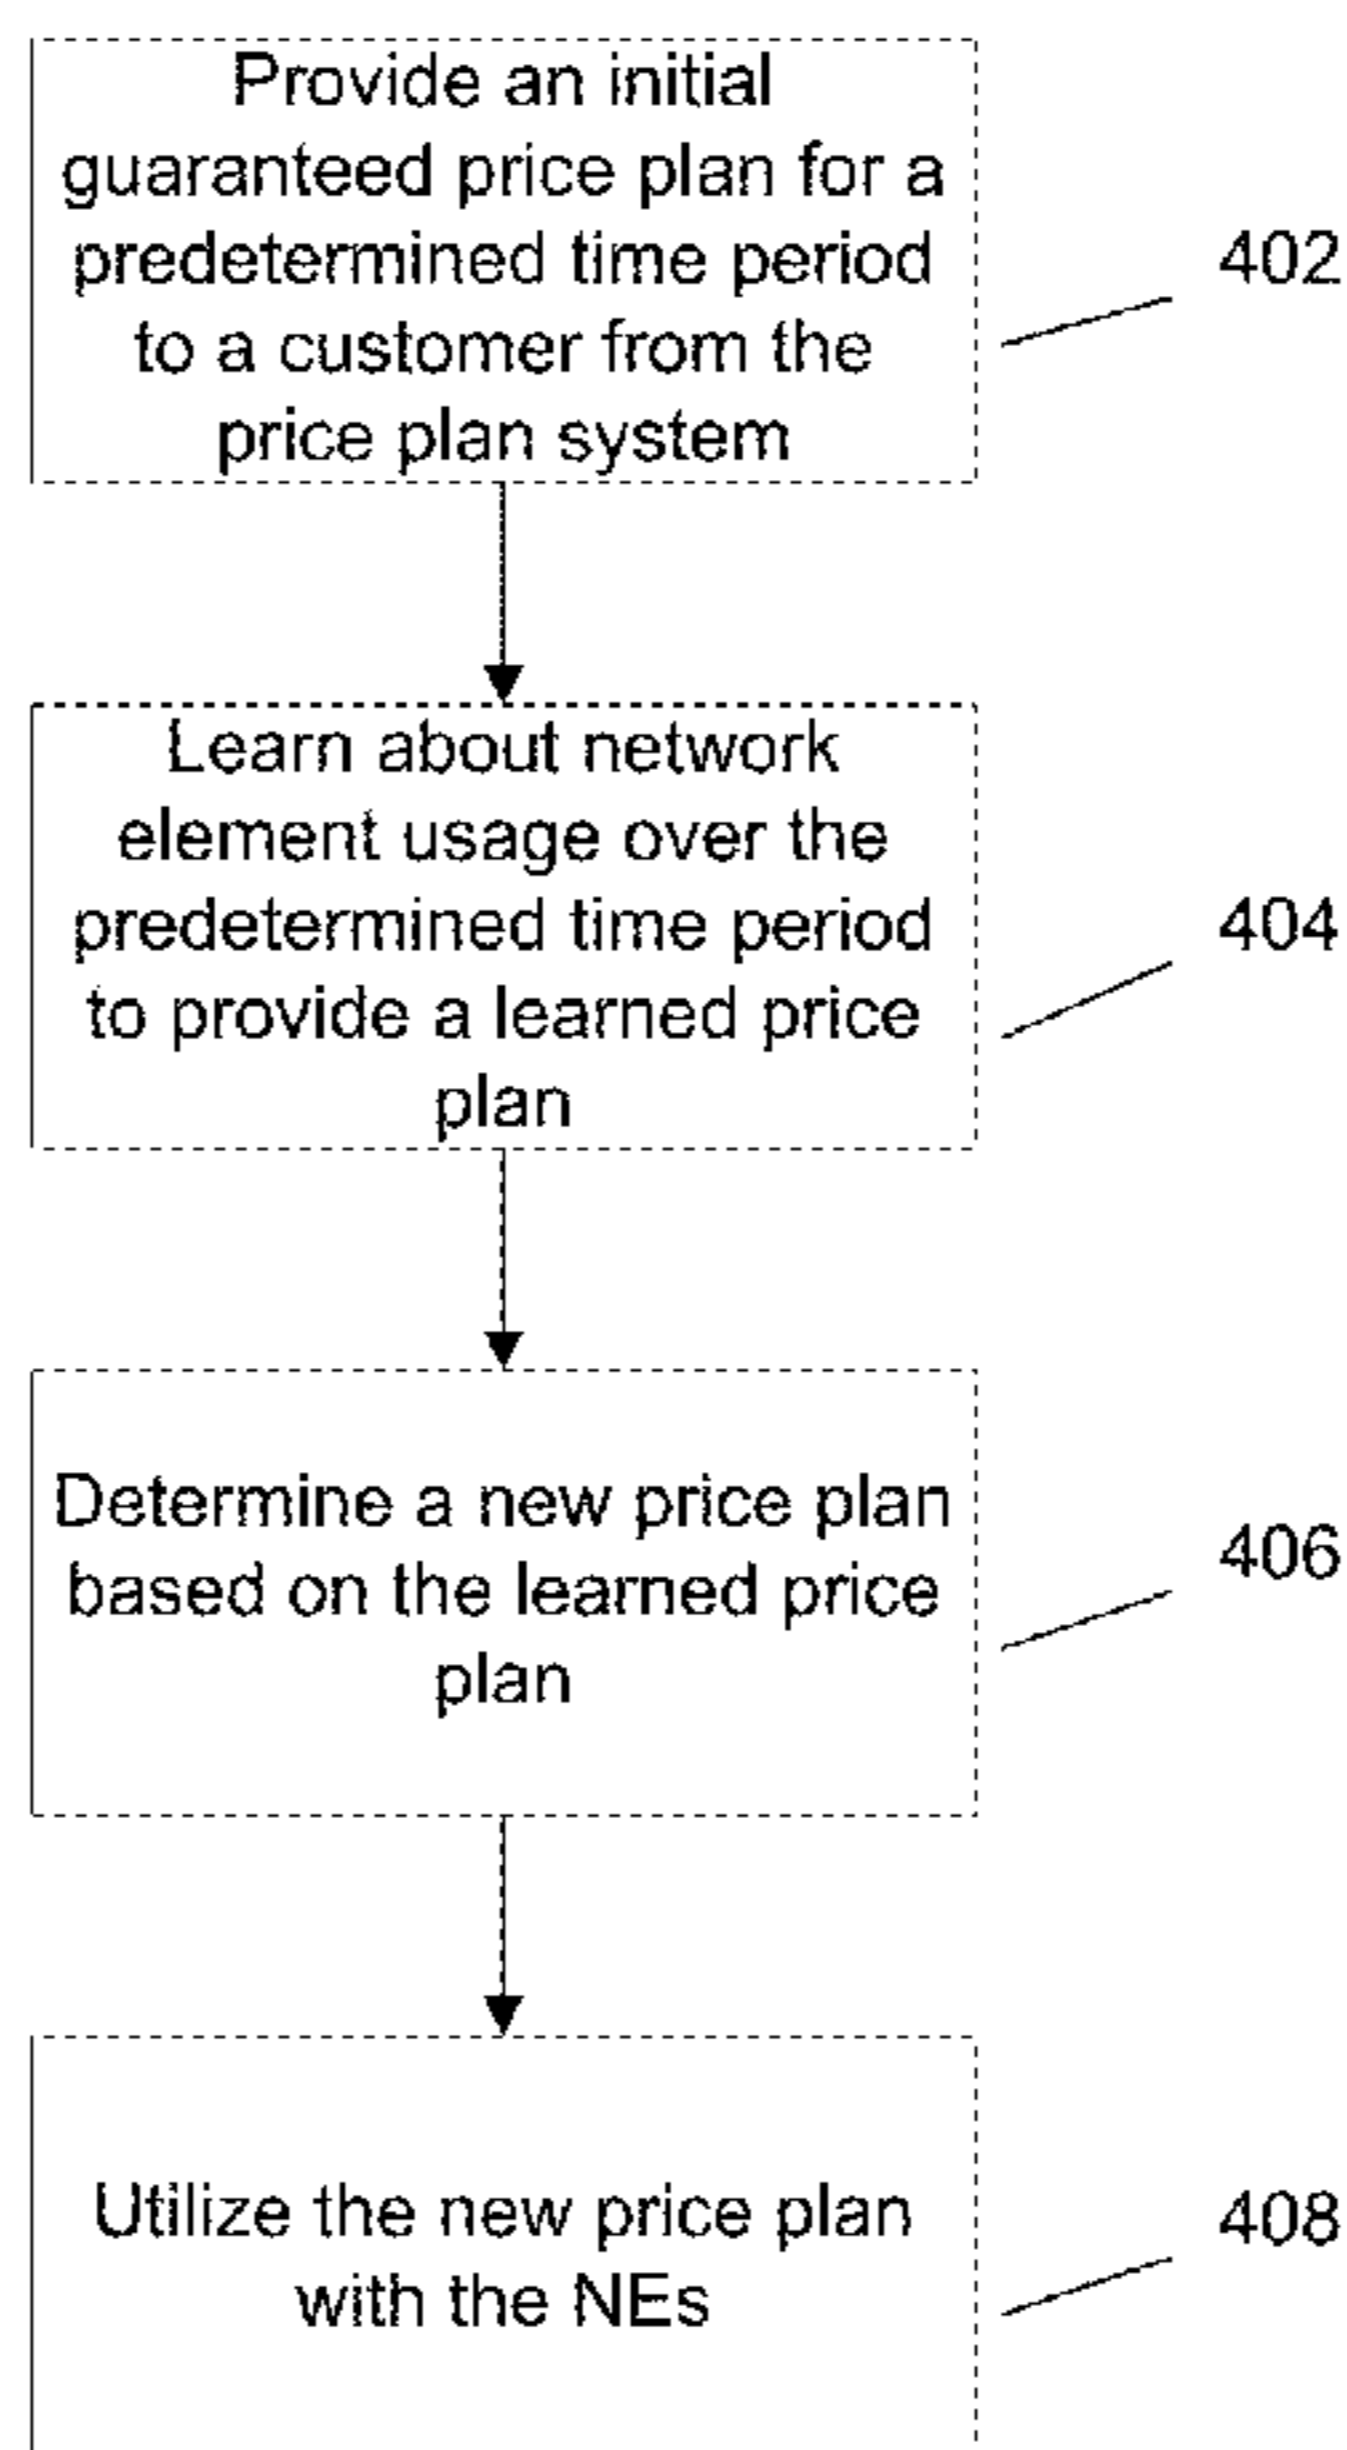 Provide an initial
guaranteed price plan for a
predetermined time period
to a customer from the
price plan system
402
Learn about network
element usage over the
predetermined time period
to provide a learned price
plan
404
Determine a new price plan
based on the learned price
plan
406
Utilize the new price plan
with the NEs
408